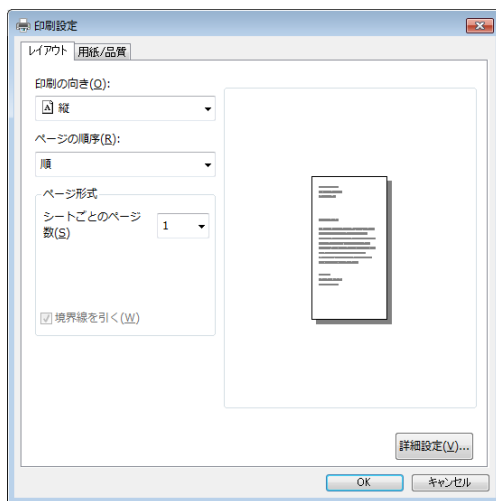 印刷設定
レイアウト 用紙/品質
印刷の向き(O):
A 縦
ページの順序(R):
順
ページ形式
シートごとのページ
数(S)
1
境界線を引く(W)
詳細設定(V)...
OK キャンセル